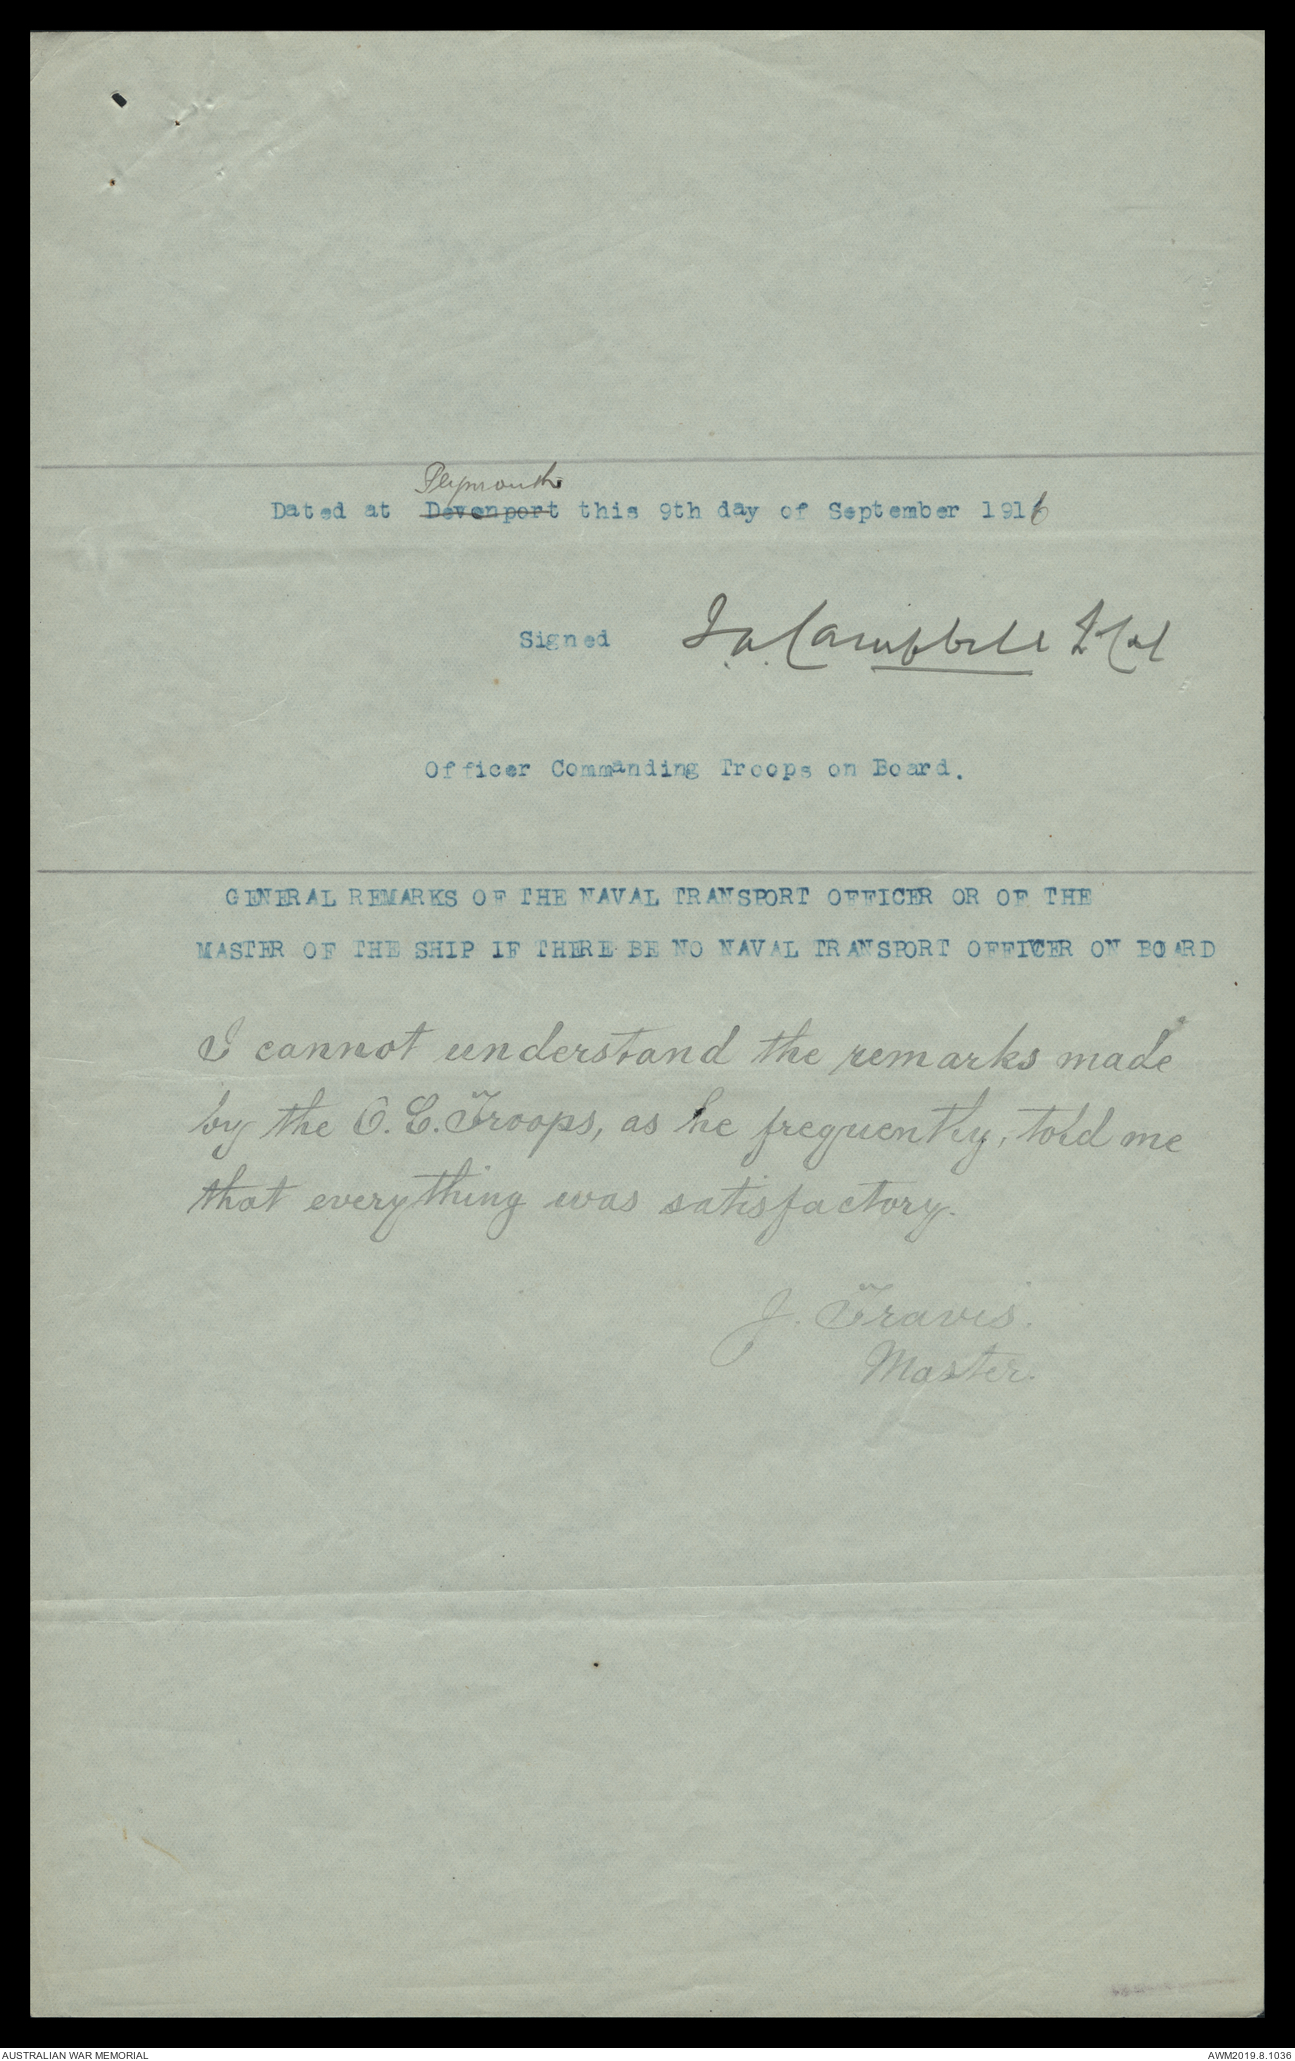 Plymouth
Dated at Devenport this 9th day of September 1916
Signed J. A. Campbell Lt Col
Officer Commanding Troops on Board.
GENERAL REMARKS OF THE NAVAL TRANSPORT OFFICER OR OF THE
MASTER OF THE SHIP IF THERE BE NO NAVAL TRANSPORT OFFICER ON BOARD
I cannot understand the remarks made
by the O.C. Troops, as he frequently, told me
that everything was satisfactory.
J. Travis.
Master.
AUSTRALIAN WAR MEMORIAL
AWM2019.8.1036